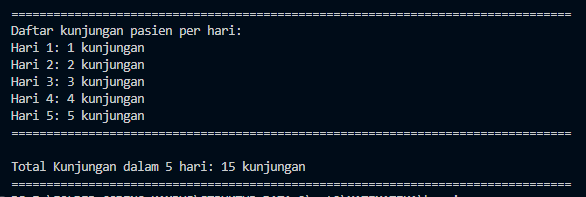 ================================================================================
Daftar kunjungan pasien per hari:
Hari 1: 1 kunjungan
Hari 2: 2 kunjungan
Hari 3: 3 kunjungan
Hari 4: 4 kunjungan
Hari 5: 5 kunjungan
================================================================================
Total Kunjungan dalam 5 hari: 15 kunjungan
================================================================================